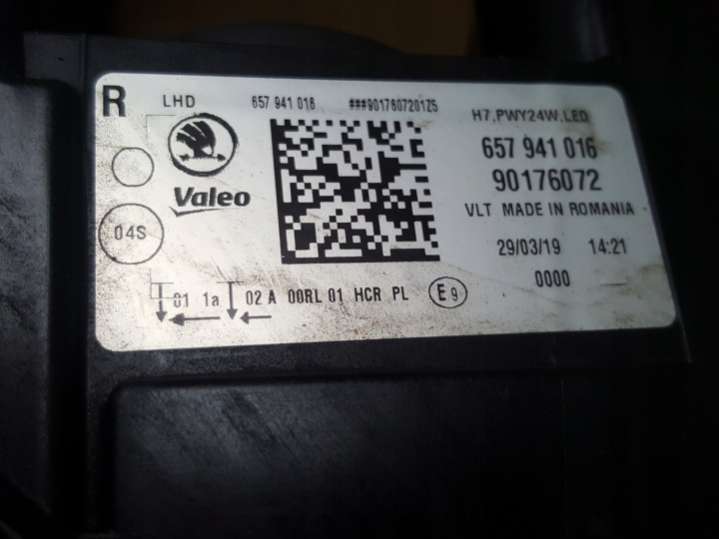 R LHD 657 941 016 ###9017607201Z5
H7,PWY24W,LED
657 941 016
90176072
Valeo
VLT MADE IN ROMANIA
04S
29/03/19 14:21
0000
01 1a 02 A 00RL 01 HCR PL E9